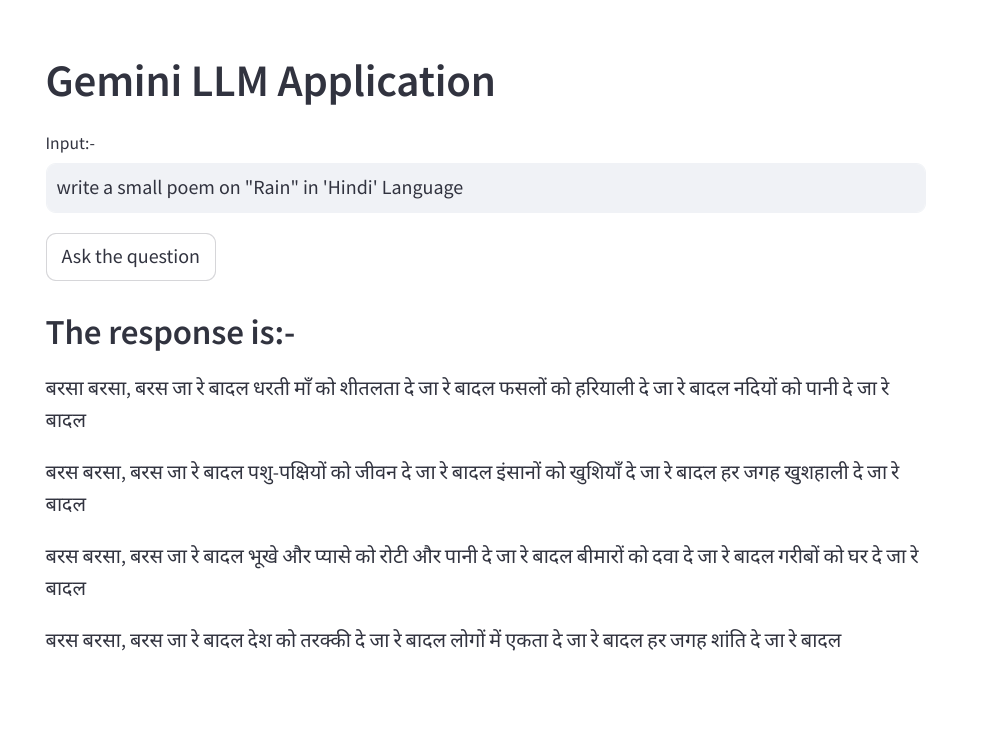 Gemini LLM Application
Input:-
write a small poem on "Rain" in 'Hindi' Language
Ask the question
The response is:-
बरसा बरसा, बरस जा रे बादल धरती माँ को शीतलता दे जा रे बादल फसलों को हरियाली दे जा रे बादल नदियों को पानी दे जा रे
बादल
बरस बरसा, बरस जा रे बादल पशु-पक्षियों को जीवन दे जा रे बादल इंसानों को खुशियाँ दे जा रे बादल हर जगह खुशहाली दे जा रे
बादल
बरस बरसा, बरस जा रे बादल भूखे और प्यासे को रोटी और पानी दे जा रे बादल बीमारों को दवा दे जा रे बादल गरीबों को घर दे जा रे
बादल
बरस बरसा, बरस जा रे बादल देश को तरक्की दे जा रे बादल लोगों में एकता दे जा रे बादल हर जगह शांति दे जा रे बादल